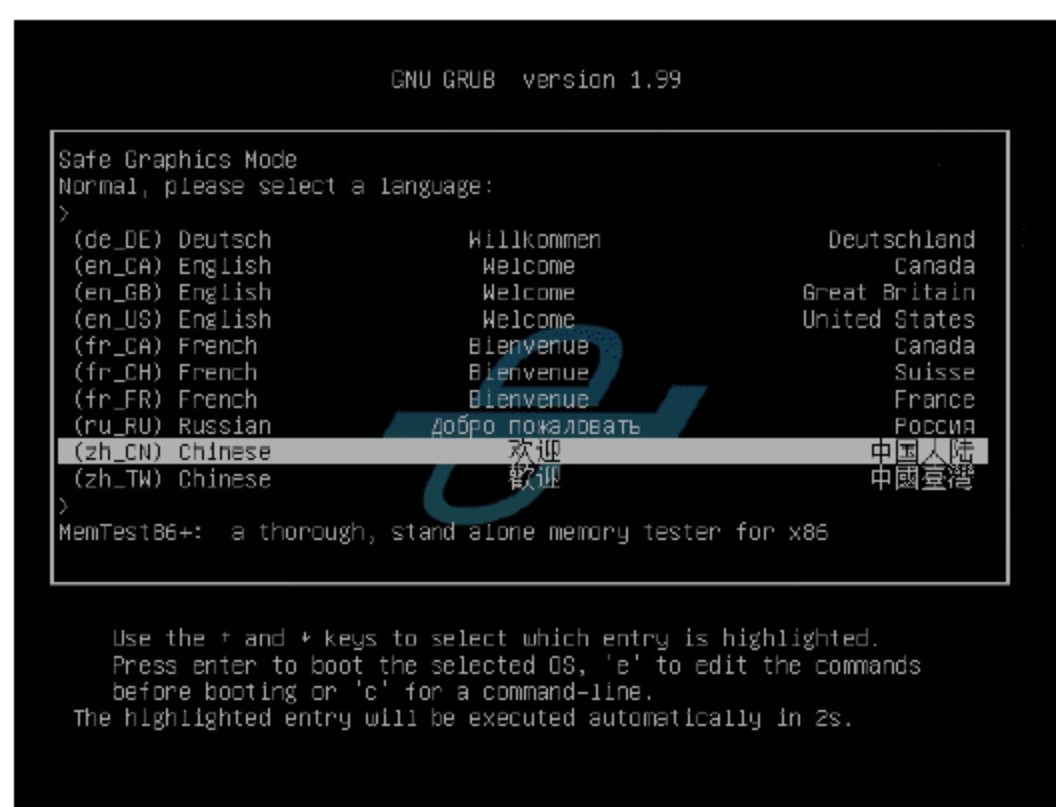 GNU GRUB version 1.99
Safe Graphics Mode
Normal, please select a language:
>
(de_DE) Deutsch Willkommen Deutschland
(en_CA) English Welcome Canada
(en_GB) English Welcome Great Britain
(en_US) English Welcome United States
(fr_CA) French Bienvenue Canada
(fr_CH) French Bienvenue Suisse
(fr_FR) French Bienvenue France
(ru_RU) Russian Добро пожаловать Россия
(zh_CN) Chinese 欢迎 中国人陆
(zh_TW) Chinese 歡迎 中國臺灣
>
MemTest86+: a thorough, stand alone memory tester for x86
Use the ↑ and ↓ keys to select which entry is highlighted.
Press enter to boot the selected OS, 'e' to edit the commands
before booting or 'c' for a command-line.
The highlighted entry will be executed automatically in 2s.